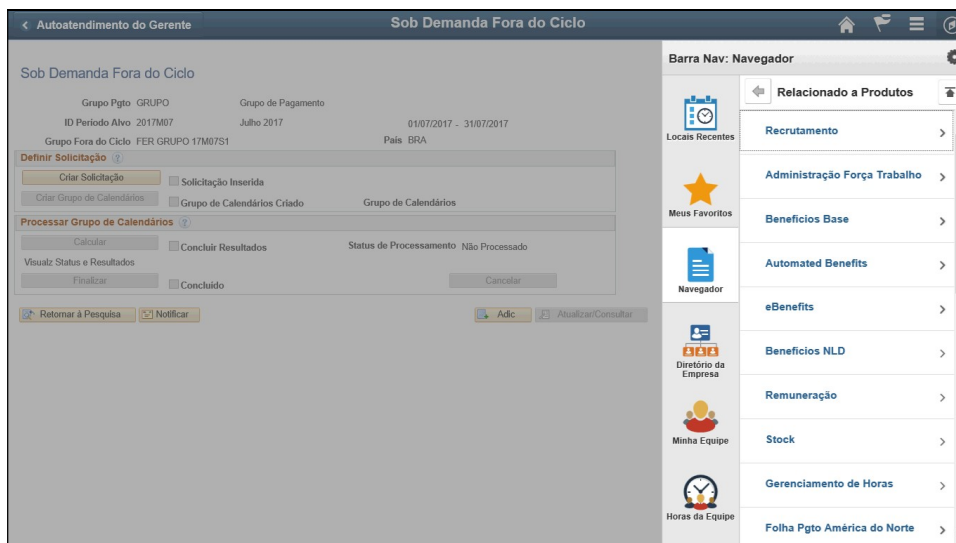 Autoatendimento do Gerente
Sob Demanda Fora do Ciclo
Sob Demanda Fora do Ciclo
Grupo Pgto GRUPO Grupo de Pagamento
ID Período Alvo 2017M07 Julho 2017 01/07/2017 - 31/07/2017
Grupo Fora do Ciclo FER GRUPO 17M07S1 País BRA
Definir Solicitação ?
Criar Solicitação Solicitação Inserida
Criar Grupo de Calendários Grupo de Calendários Criado Grupo de Calendários
Processar Grupo de Calendários ?
Calcular Concluir Resultados Status de Processamento Não Processado
Visualz Status e Resultados
Finalizar Concluído Cancelar
Retornar à Pesquisa Notificar Adic Atualizar/Consultar
Barra Nav: Navegador
Locais Recentes
Meus Favoritos
Navegador
Diretório da
Empresa
Minha Equipe
Horas da Equipe
Relacionado a Produtos
Recrutamento
Administração Força Trabalho
Benefícios Base
Automated Benefits
eBenefits
Benefícios NLD
Remuneração
Stock
Gerenciamento de Horas
Folha Pgto América do Norte